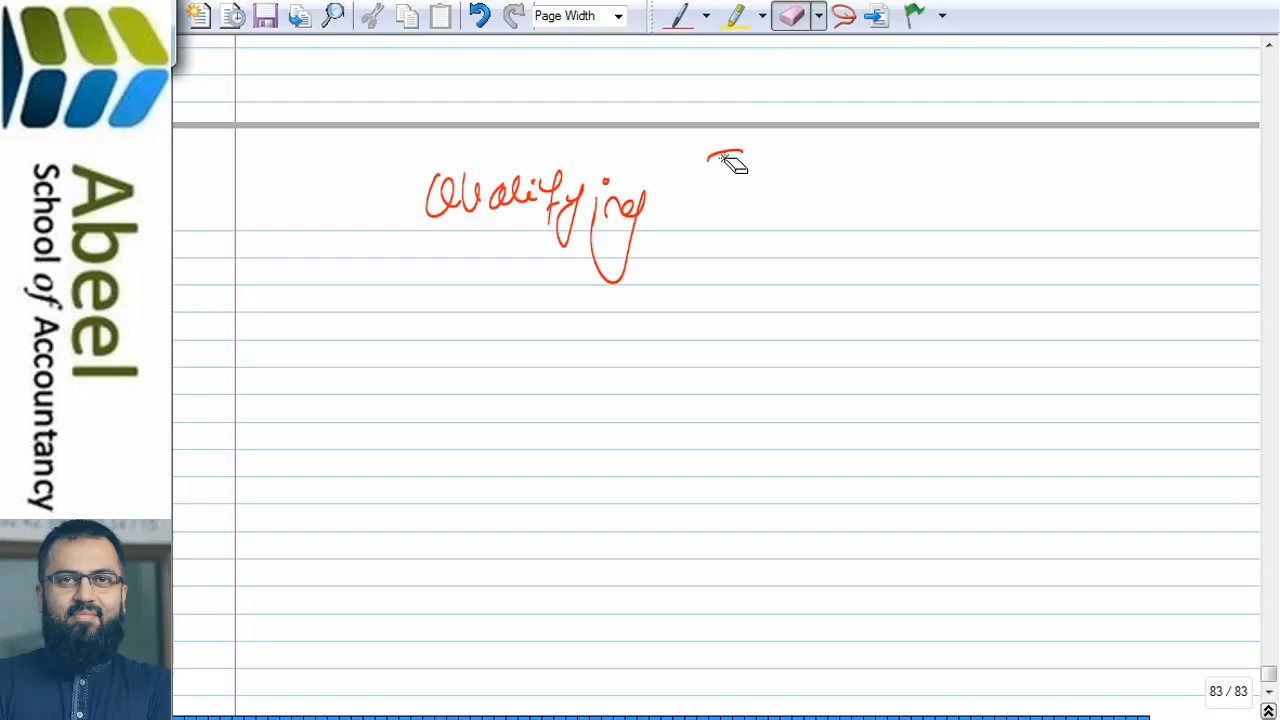 Page Width
Qualifying
Abeel
School of Accountancy
83 / 83